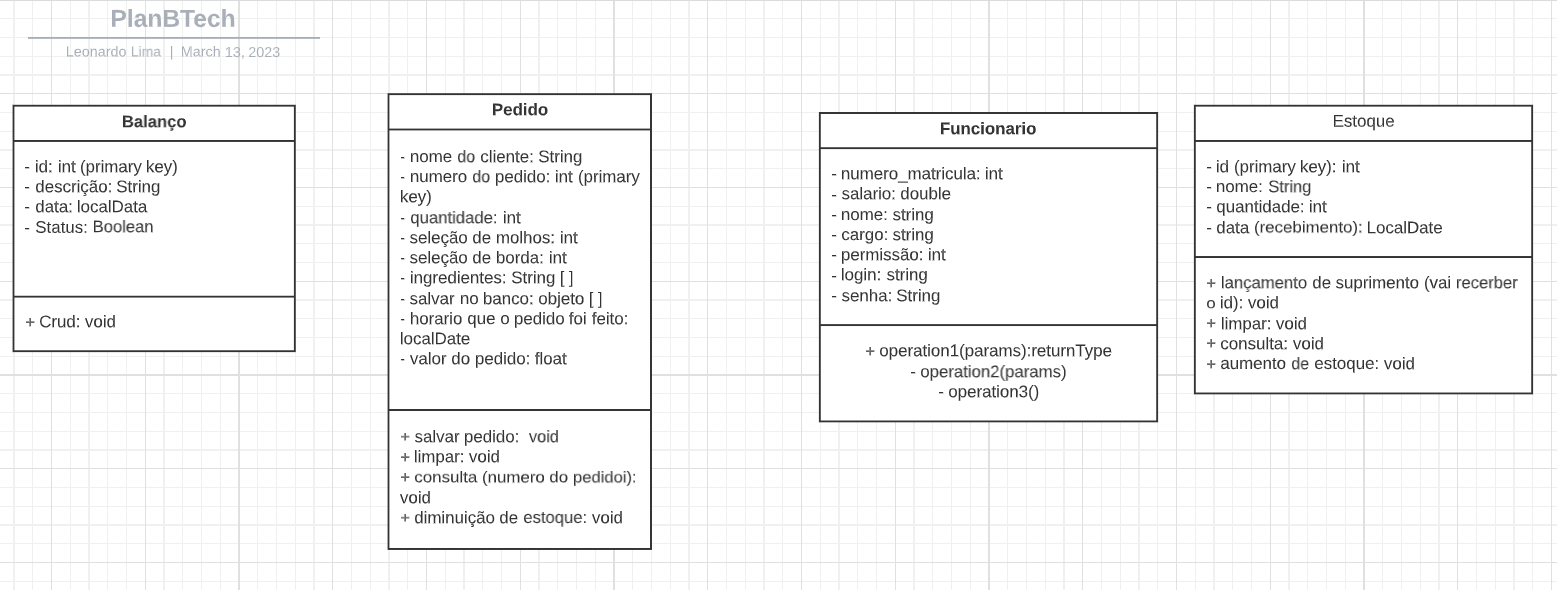 PlanBTech
Leonardo Lima | March 13, 2023
Balanço
- id: int (primary key)
- descrição: String
- data: localData
- Status: Boolean
+ Crud: void
Pedido
- nome do cliente: String
- numero do pedido: int (primary
key)
- quantidade: int
- seleção de molhos: int
- seleção de borda: int
- ingredientes: String [ ]
- salvar no banco: objeto [ ]
- horario que o pedido foi feito:
localDate
- valor do pedido: float
+ salvar pedido: void
+ limpar: void
+ consulta (numero do pedidoi):
void
+ diminuição de estoque: void
Funcionario
- numero_matricula: int
- salario: double
- nome: string
- cargo: string
- permissão: int
- login: string
- senha: String
+ operation1(params):returnType
- operation2(params)
- operation3()
Estoque
- id (primary key): int
- nome: String
- quantidade: int
- data (recebimento): LocalDate
+ lançamento de suprimento (vai recerber
o id): void
+ limpar: void
+ consulta: void
+ aumento de estoque: void